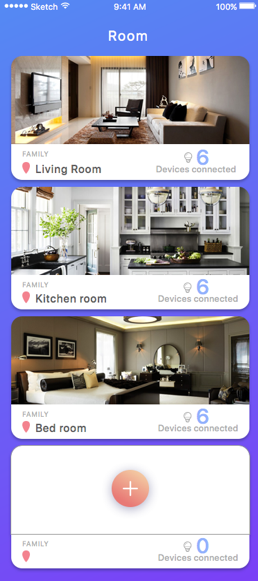 Sketch 9:41 AM 100%
Room
FAMILY
6
Living Room
Devices connected
FAMILY
6
Kitchen room
Devices connected
FAMILY
6
Bed room
Devices connected
FAMILY
0
Devices connected